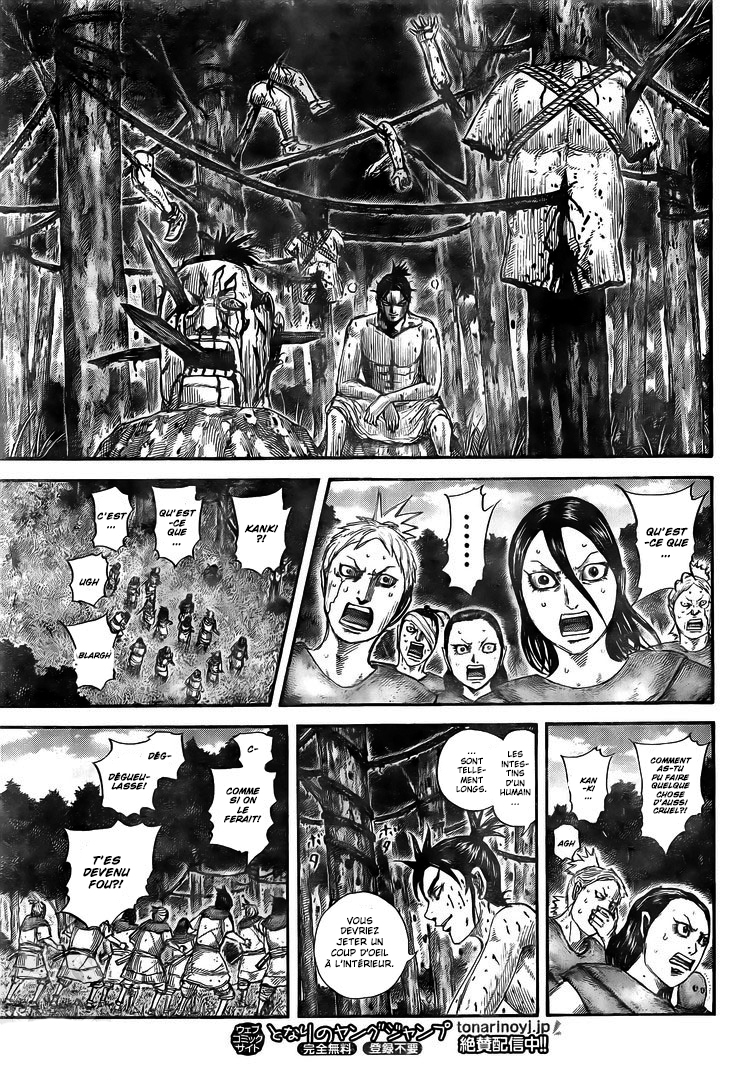 QU'EST
-CE QUE
...
......
KANKI
?!
QU'EST
-CE QUE
...
C'EST
...
UGH
BLARGH
COMMENT
AS-TU
PU FAIRE
QUELQUE
CHOSE
D'AUSSI
CRUEL?!
KAN
-KI
...
AGH
LES
INTES-
TINS
D'UN
HUMAIN
...
...
SONT
TELLE-
MENT
LONGS.
ポタ
ポタ
VOUS
DEVRIEZ
JETER UN
COUP D'OEIL
À L'INTÉRIEUR.
C-
COMME
SI ON
LE
FERAIT!
DÉG-
DÉGUEU-
LASSE!
T'ES
DEVENU
FOU?!
ウェブ
コミック
サイト
となりのヤングジャンプ
完全無料 登録不要
tonarinoyj.jp
絶賛配信中!!